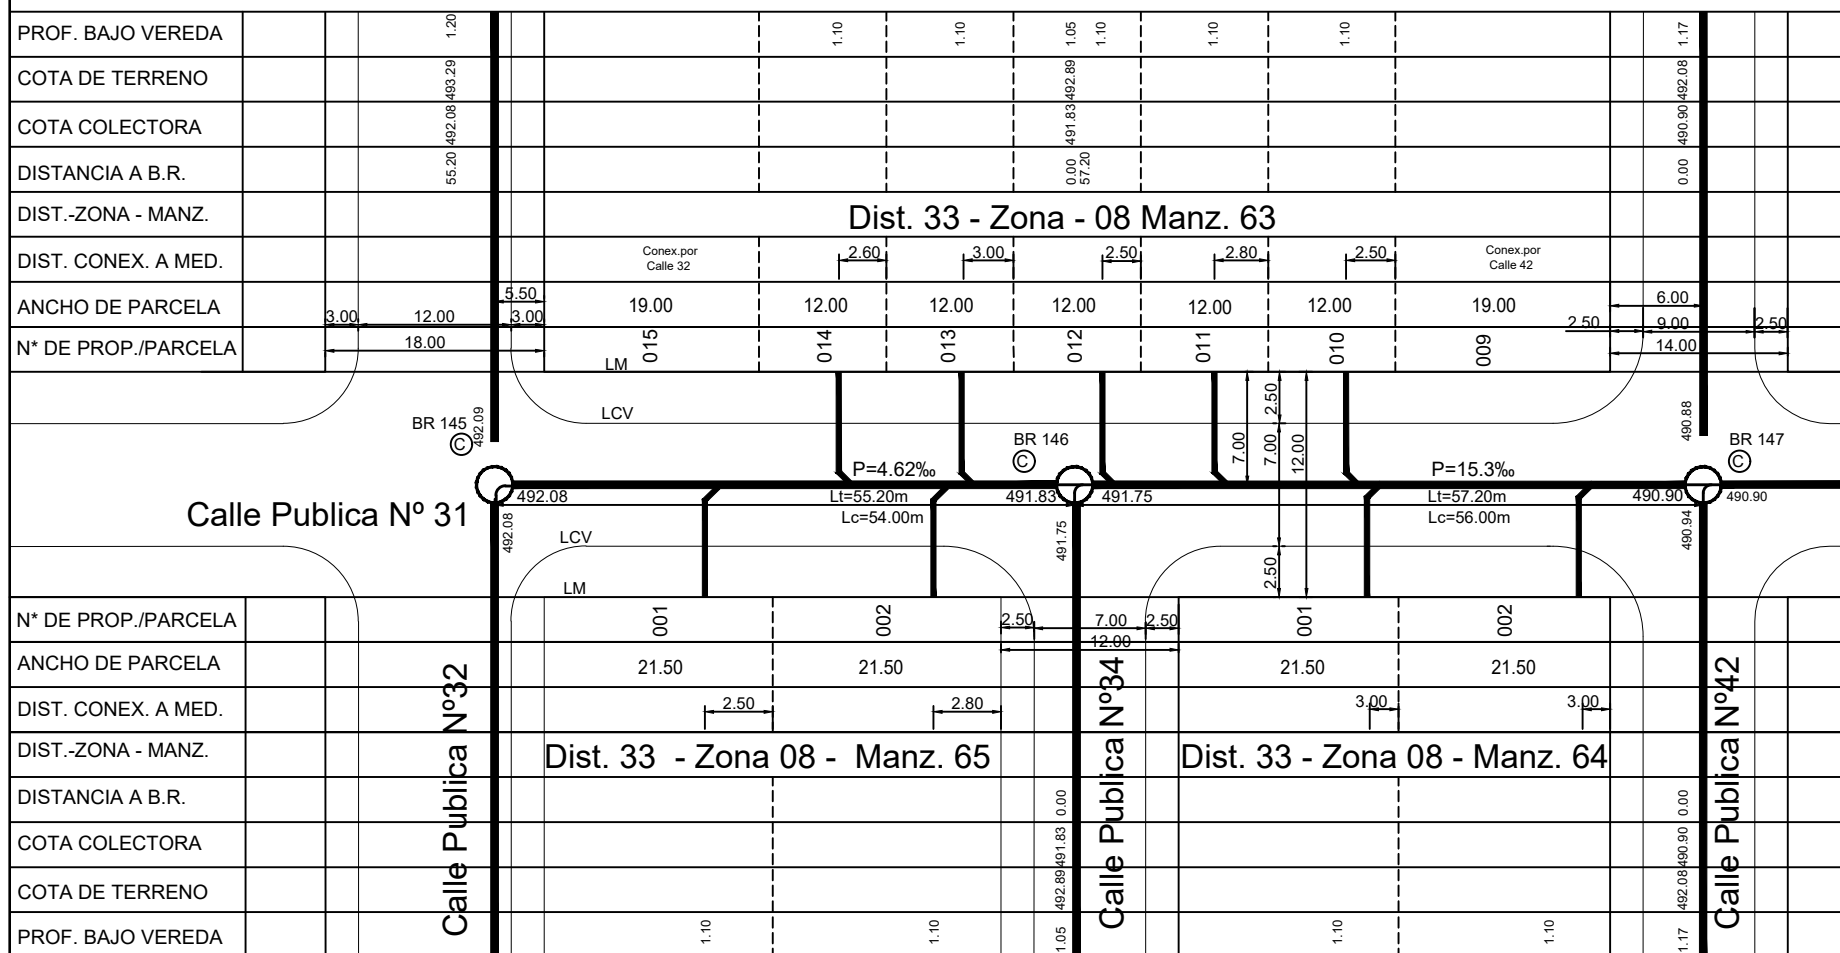 PROF. BAJO VEREDA 1.20 1.10 1.10 1.05 1.10 1.10 1.10 1.17
COTA DE TERRENO 493.29 492.89 492.08
COTA COLECTORA 492.08 491.83 490.90
DISTANCIA A B.R. 55.20 0.00 57.20 0.00
DIST.-ZONA - MANZ. Dist. 33 - Zona - 08 Manz. 63
DIST. CONEX. A MED. Conex.por Calle 32 2.60 3.00 2.50 2.80 2.50 Conex.por Calle 42
ANCHO DE PARCELA 5.50 19.00 12.00 12.00 12.00 12.00 12.00 19.00 6.00
3.00 12.00 3.00 2.50 9.00 2.50
N* DE PROP./PARCELA 18.00 015 014 013 012 011 010 009 14.00
LM
LCV
2.50
7.00 7.00 12.00
2.50
BR 145
C
492.09
BR 146
C
490.88
BR 147
C
P=4.62‰ P=15.3‰
492.08 Lt=55.20m 491.83 491.75 Lt=57.20m 490.90 490.90
Calle Publica Nº 31
Lc=54.00m Lc=56.00m
492.08 491.75 490.94
LCV
LM
N* DE PROP./PARCELA 001 002 2.50 7.00 2.50 001 002
12.00
ANCHO DE PARCELA 21.50 21.50 21.50 21.50
DIST. CONEX. A MED. 2.50 2.80 3.00 3.00
DIST.-ZONA - MANZ. Dist. 33 - Zona 08 - Manz. 65 Dist. 33 - Zona 08 - Manz. 64
Calle Publica Nº32
Calle Publica Nº34
Calle Publica Nº42
DISTANCIA A B.R. 0.00 0.00
COTA COLECTORA 491.83 490.90
COTA DE TERRENO 492.89 492.08
PROF. BAJO VEREDA 1.10 1.10 1.05 1.10 1.10 1.17